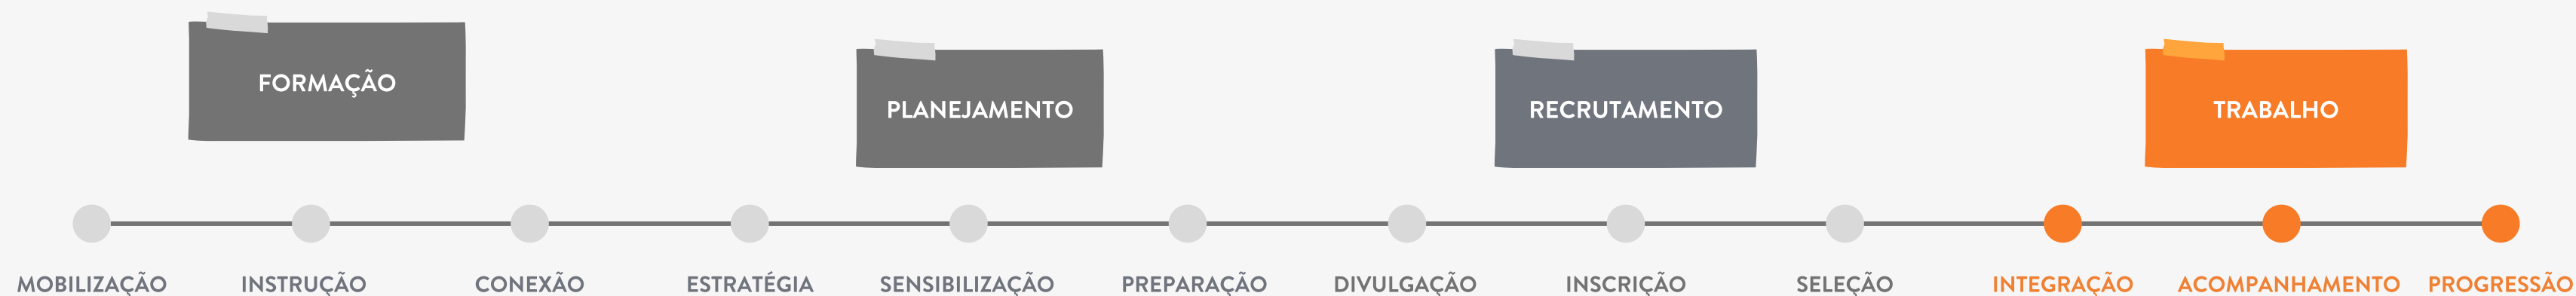 FORMAÇÃO
PLANEJAMENTO
RECRUTAMENTO
TRABALHO
MOBILIZAÇÃO
INSTRUÇÃO
CONEXÃO
ESTRATÉGIA
SENSIBILIZAÇÃO
PREPARAÇÃO
DIVULGAÇÃO
INSCRIÇÃO
SELEÇÃO
INTEGRAÇÃO
ACOMPANHAMENTO
PROGRESSÃO